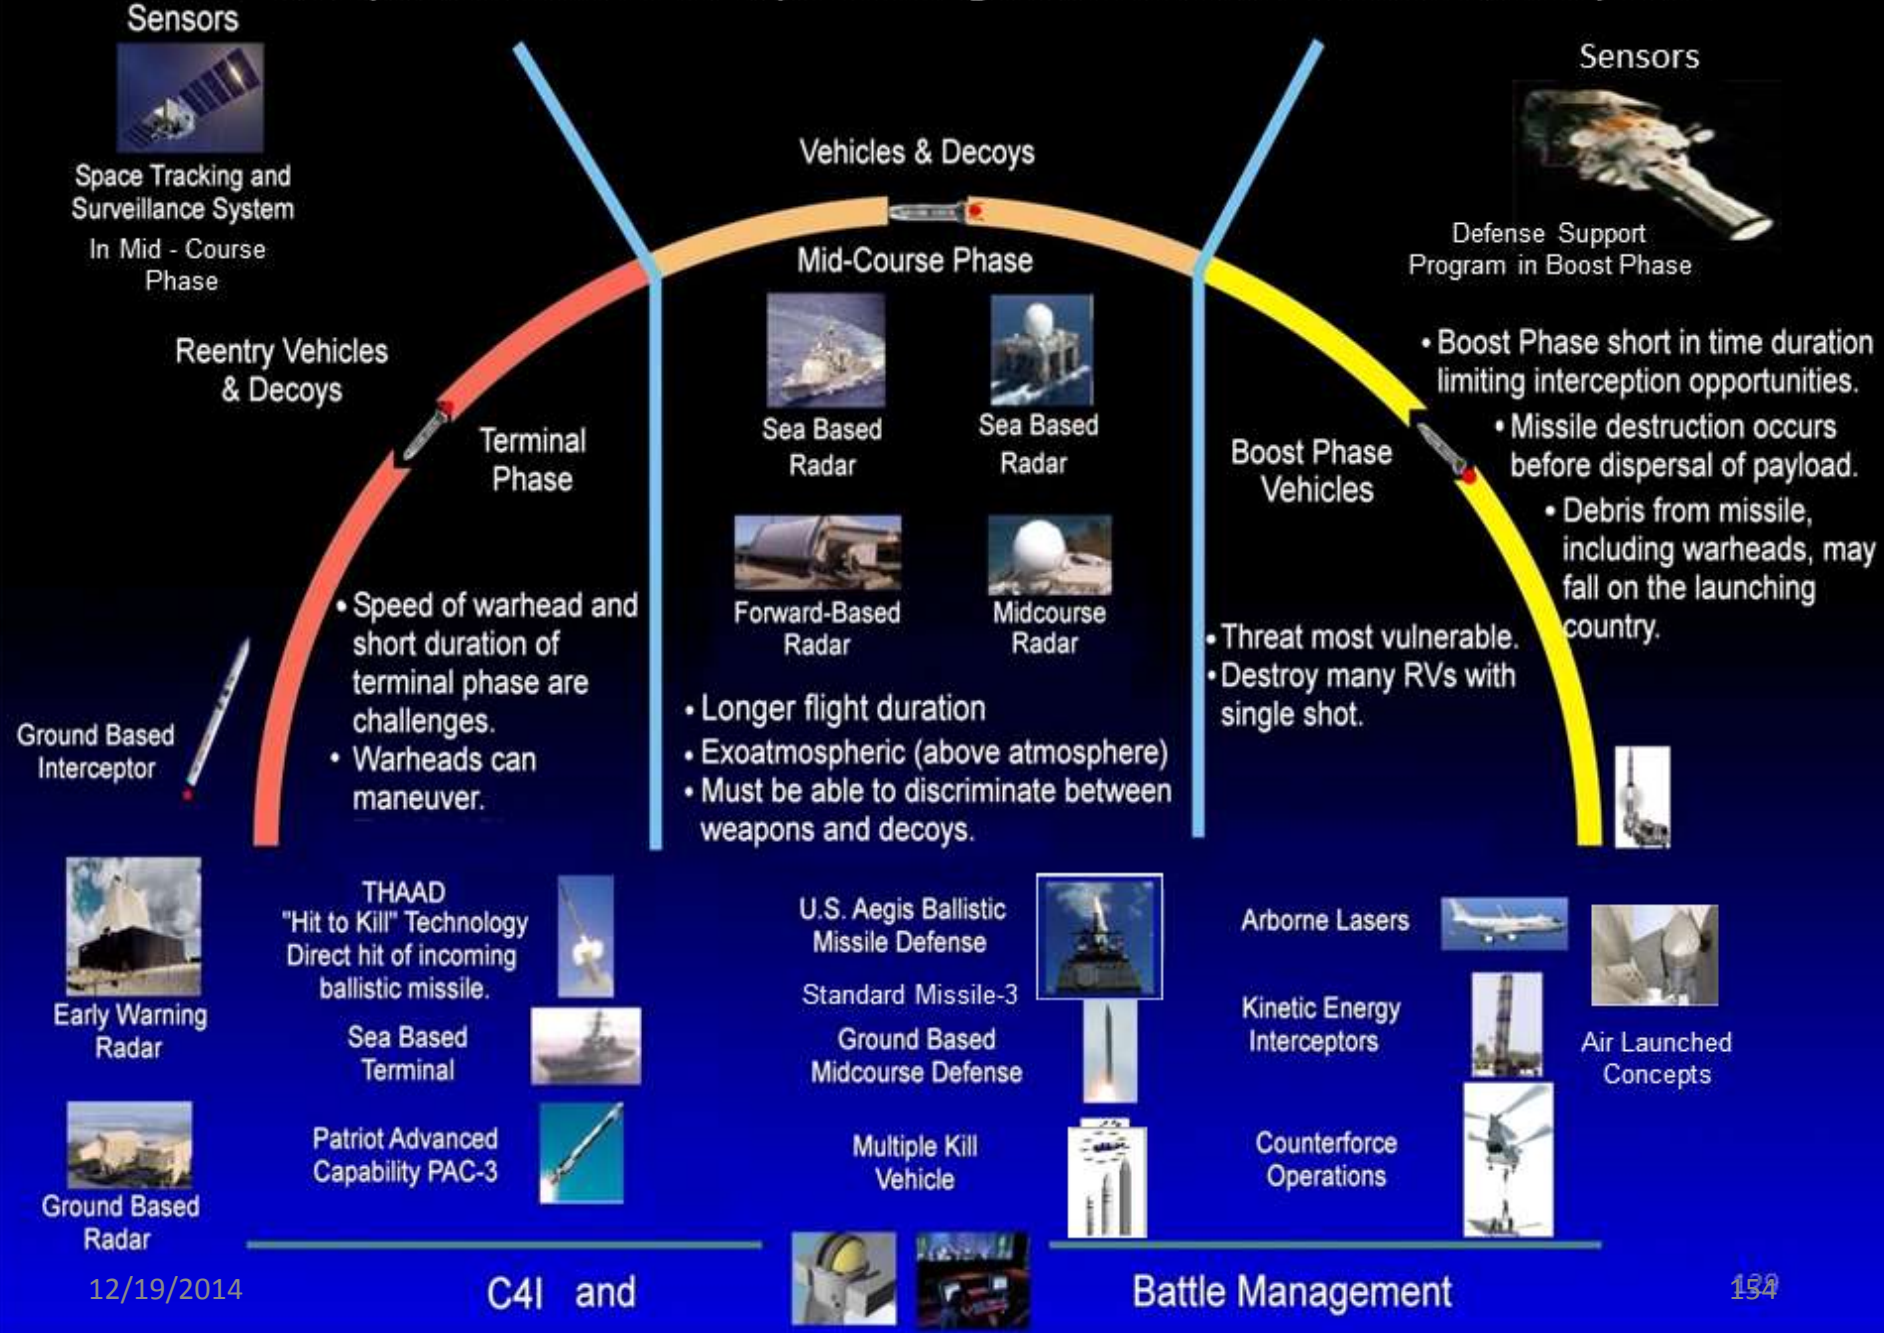 Sensors
Space Tracking and
Surveillance System
In Mid - Course
Phase
Vehicles & Decoys
Mid-Course Phase
Sensors
Defense Support
Program in Boost Phase
Reentry Vehicles
& Decoys
Terminal
Phase
• Speed of warhead and
short duration of
terminal phase are
challenges.
• Warheads can
maneuver.
Sea Based
Radar
Sea Based
Radar
Forward-Based
Radar
Midcourse
Radar
• Longer flight duration
• Exoatmospheric (above atmosphere)
• Must be able to discriminate between
weapons and decoys.
Boost Phase
Vehicles
• Threat most vulnerable.
• Destroy many RVs with
single shot.
• Boost Phase short in time duration
limiting interception opportunities.
• Missile destruction occurs
before dispersal of payload.
• Debris from missile,
including warheads, may
fall on the launching
country.
Ground Based
Interceptor
Early Warning
Radar
Ground Based
Radar
THAAD
"Hit to Kill" Technology
Direct hit of incoming
ballistic missile.
Sea Based
Terminal
Patriot Advanced
Capability PAC-3
U.S. Aegis Ballistic
Missile Defense
Standard Missile-3
Ground Based
Midcourse Defense
Multiple Kill
Vehicle
Arborne Lasers
Kinetic Energy
Interceptors
Counterforce
Operations
Air Launched
Concepts
C4I and
Battle Management
12/19/2014
154